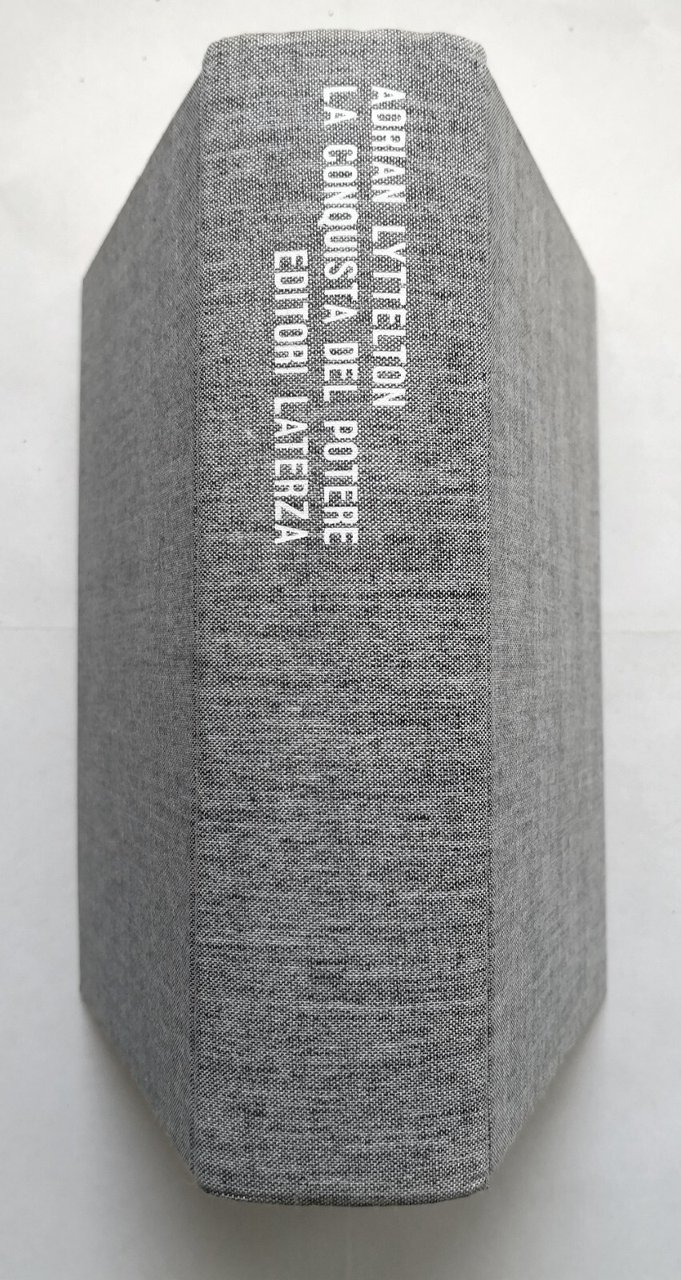 ADRIAN LYTTELTON
LA CONQUISTA DEL POTERE
EDITORI LATERZA